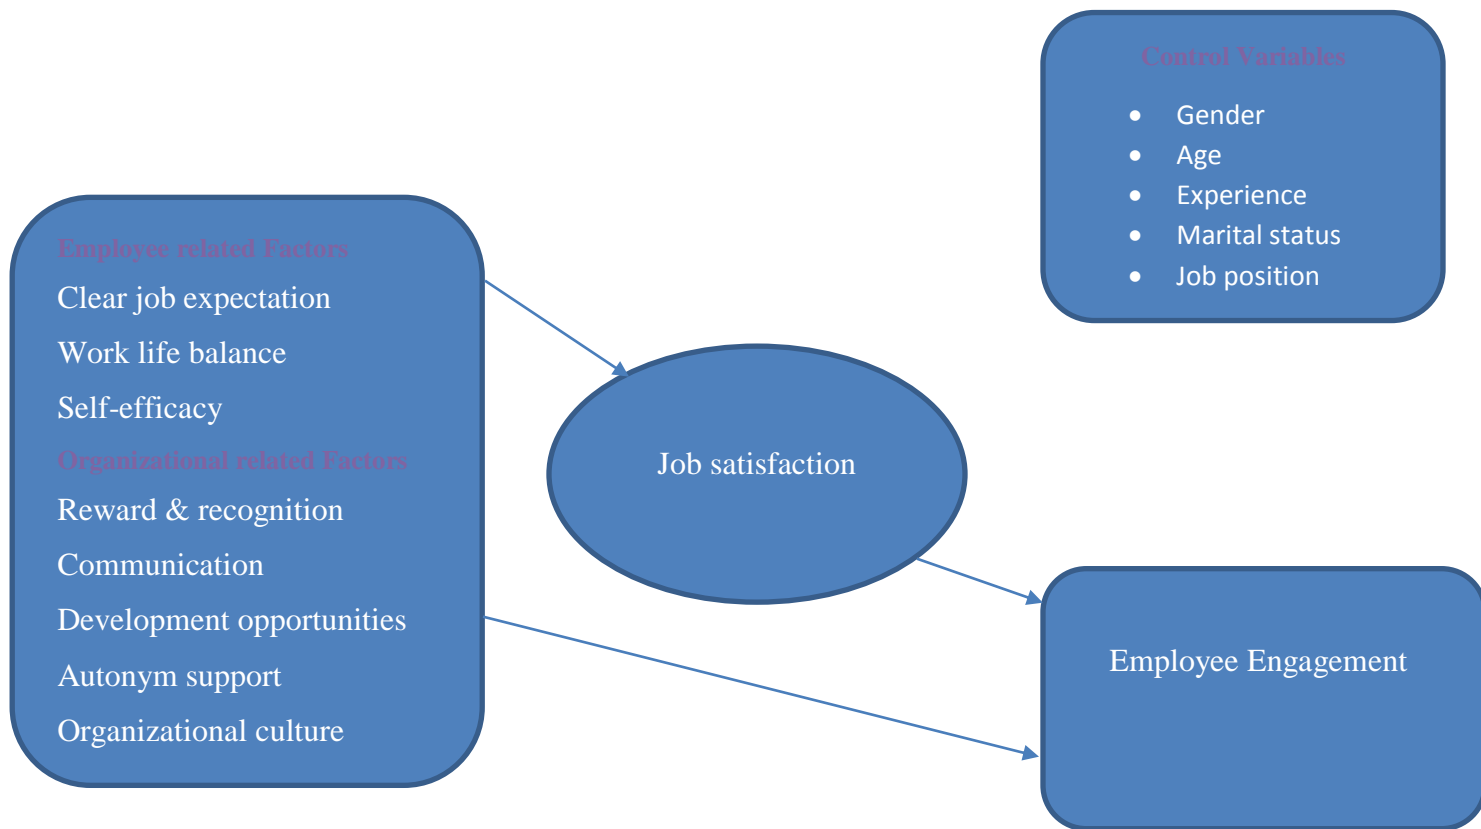 Control Variables
Gender
Age
Experience
Marital status
Job position
Employee related Factors
Clear job expectation
Work life balance
Self-efficacy
Organizational related Factors
Reward & recognition
Communication
Development opportunities
Autonym support
Organizational culture
Job satisfaction
Employee Engagement